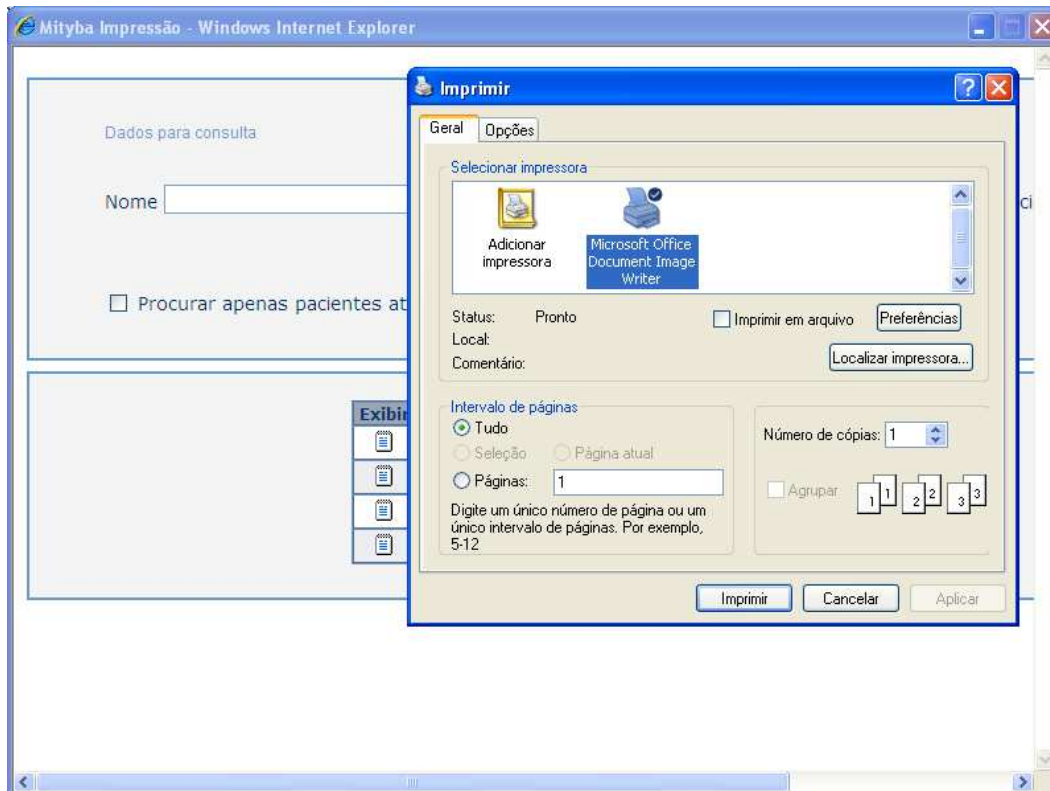 Mityba Impressão - Windows Internet Explorer
Imprimir
Geral
Opções
Dados para consulta
Selecionar impressora
Nome
Adicionar
impressora
Microsoft Office
Document Image
Writer
Procurar apenas pacientes
Status: Pronto
Imprimir em arquivo
Preferências
Local:
Comentário:
Localizar impressora...
Exibir
Intervalo de páginas
Tudo
Seleção
Página atual
Páginas: 1
Digite um único número de página ou um
único intervalo de páginas. Por exemplo,
5-12
Número de cópias: 1
Agrupar
1 1 2 2 3 3
Imprimir
Cancelar
Aplicar